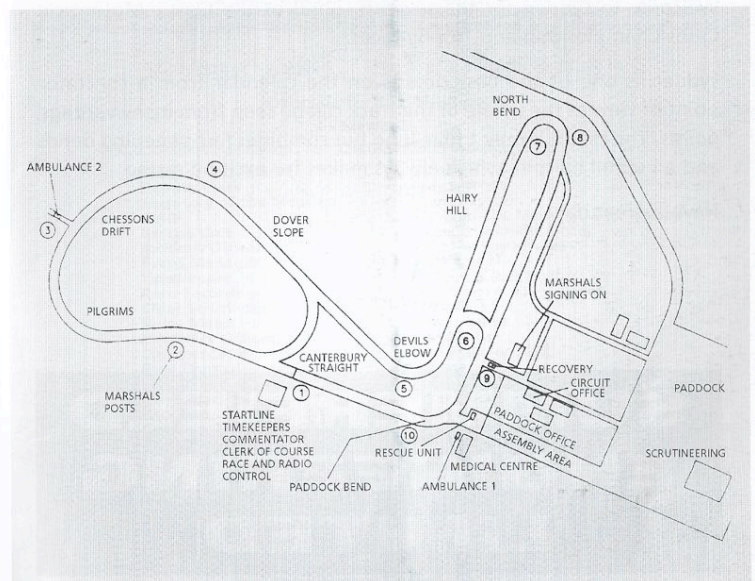 NORTH
BEND
8
7
AMBULANCE 2
4
HAIRY
HILL
3
CHESSONS
DRIFT
DOVER
SLOPE
MARSHALS
SIGNING ON
PILGRIMS
DEVILS
ELBOW
6
2
CANTERBURY
STRAIGHT
RECOVERY
9
CIRCUIT
OFFICE
PADDOCK
5
1
MARSHALS
POSTS
STARTLINE
TIMEKEEPERS
COMMENTATOR
CLERK OF COURSE
RACE AND RADIO
CONTROL
10
PADDOCK OFFICE
ASSEMBLY AREA
RESCUE UNIT
SCRUTINEERING
MEDICAL CENTRE
PADDOCK BEND
AMBULANCE 1